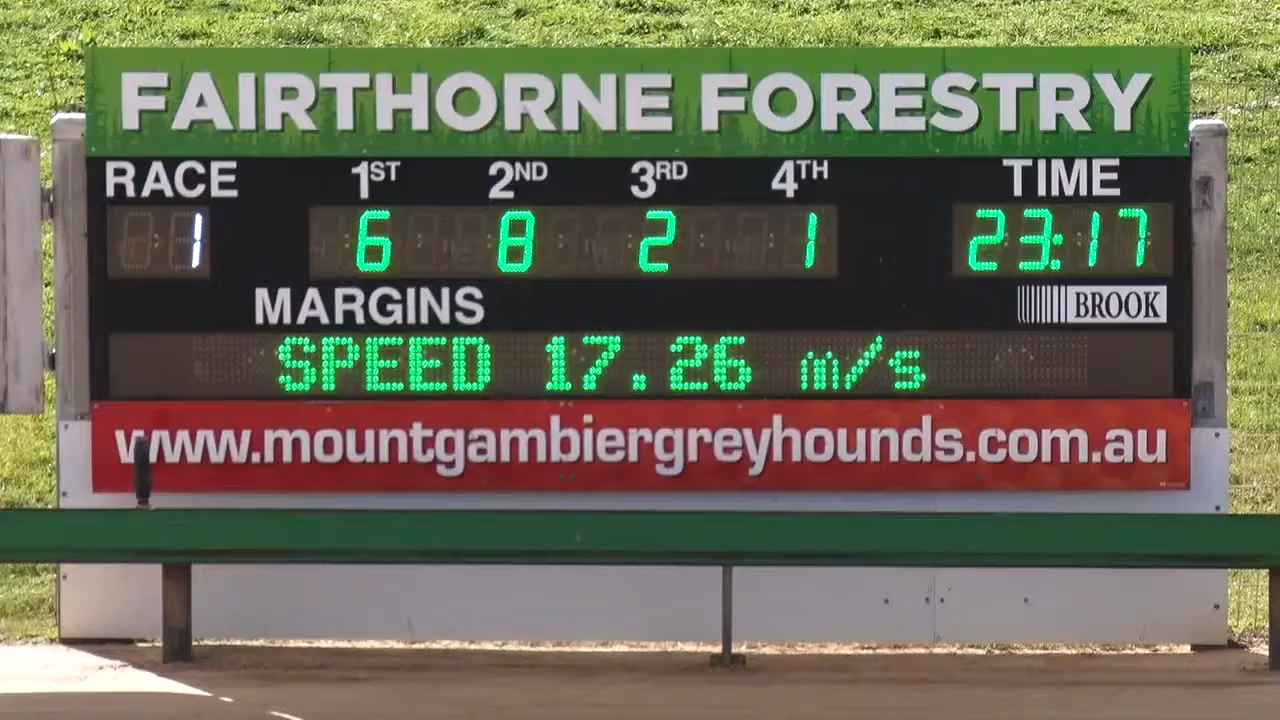 FAIRTHORNE FORESTRY
RACE 1ST 2ND 3RD 4TH TIME
1 6 8 2 1 23:17
MARGINS BROOK
SPEED 17.26 m/s
www.mountgambiergreyhounds.com.au